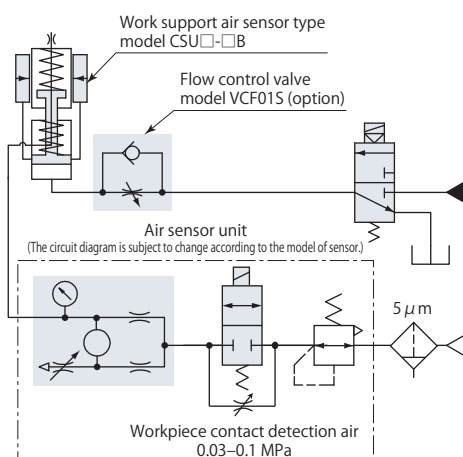 Work support air sensor type
model CSU□-□B
Flow control valve
model VCF01S (option)
Air sensor unit
(The circuit diagram is subject to change according to the model of sensor.)
5 μm
Workpiece contact detection air
0.03–0.1 MPa